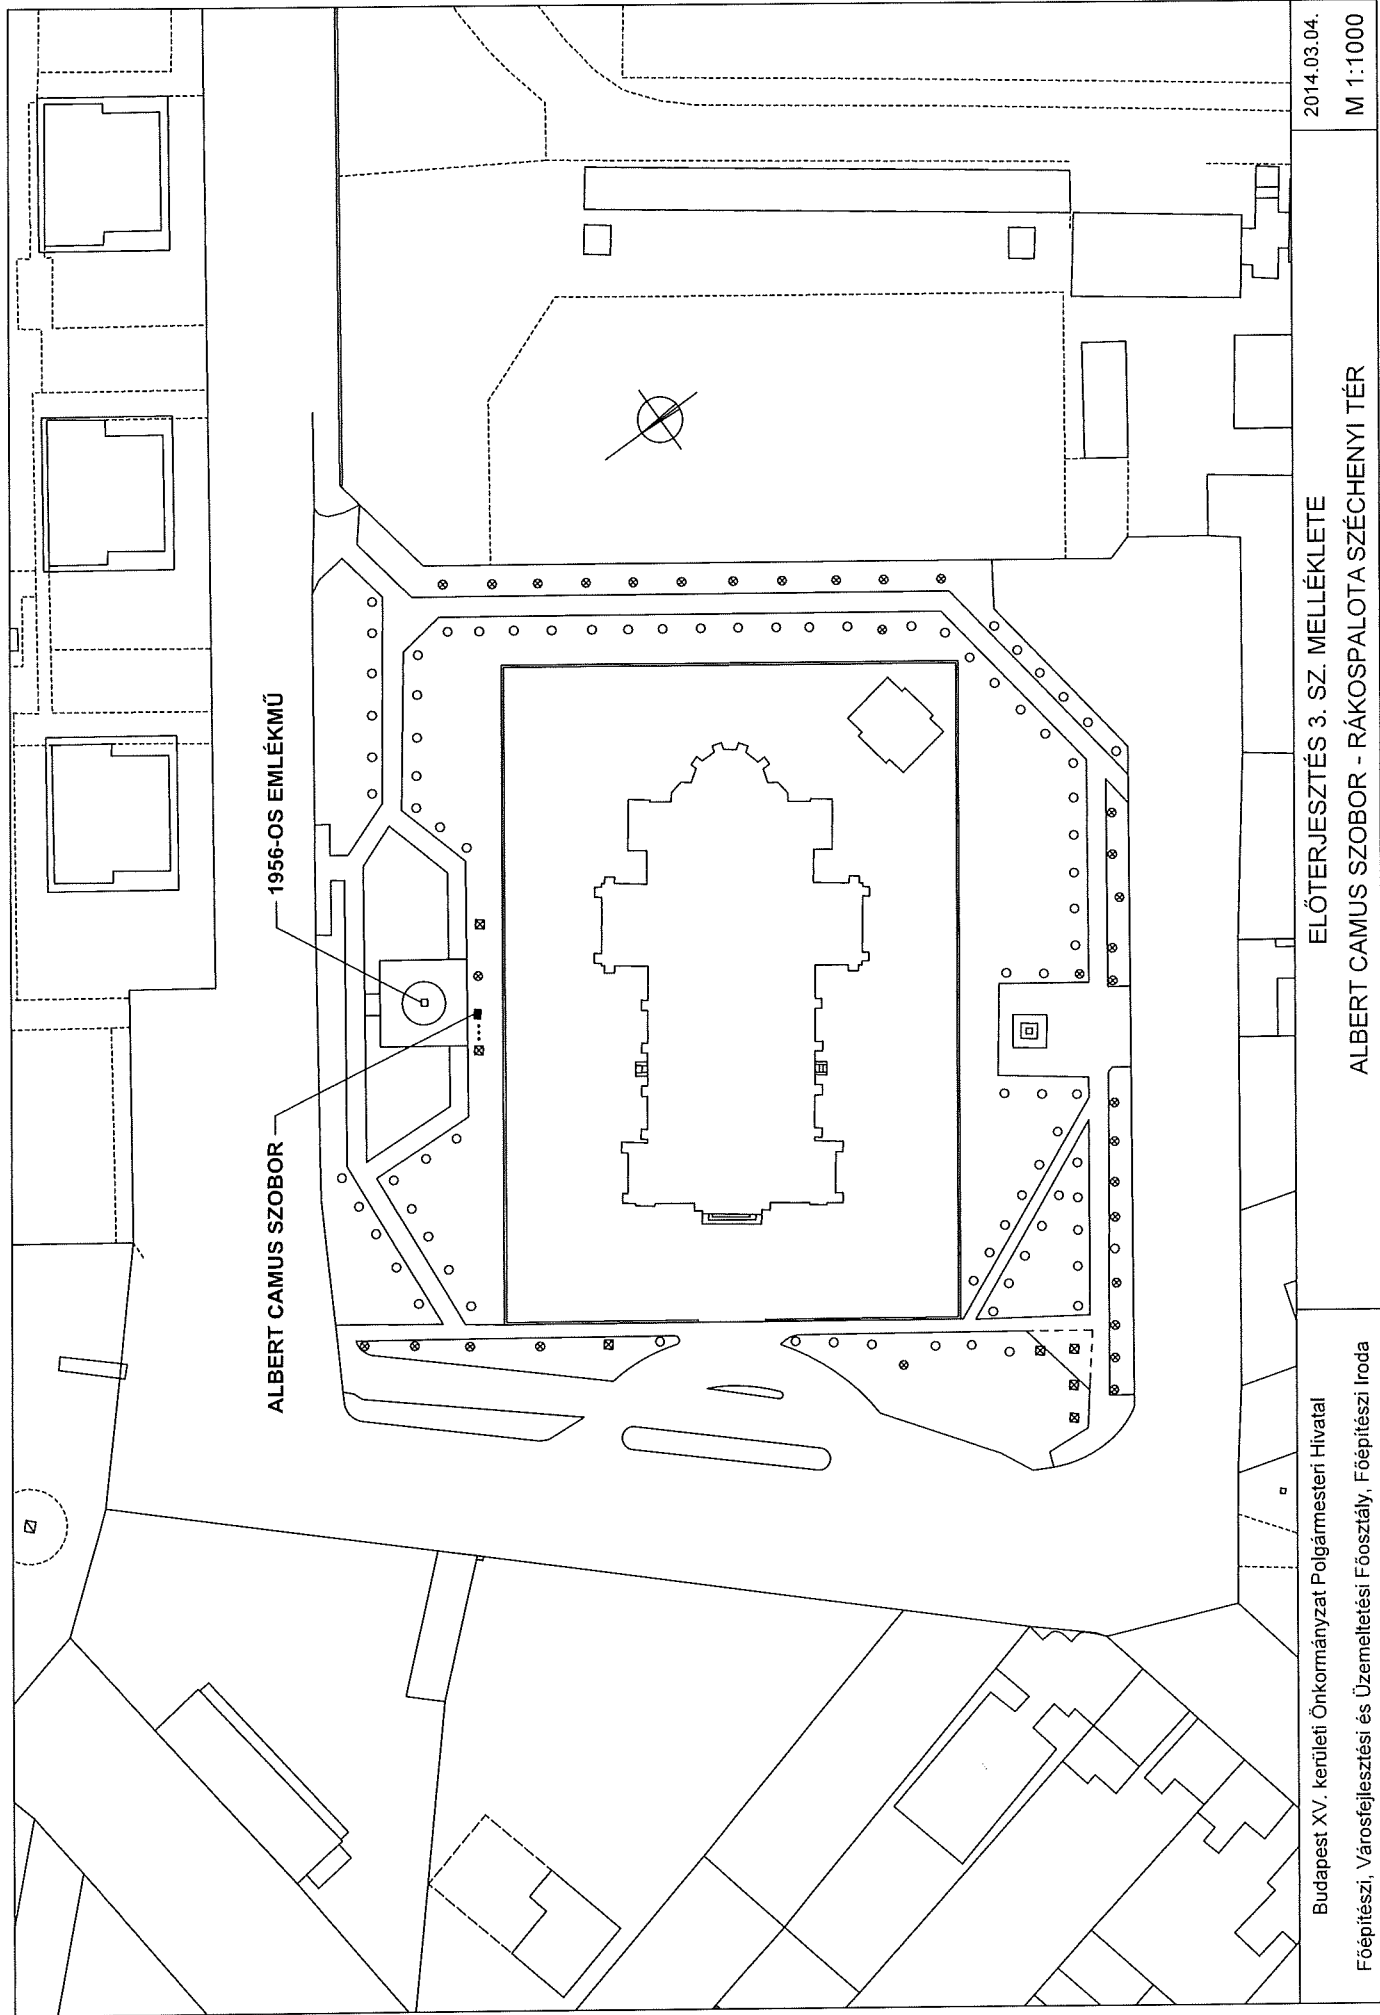 ALBERT CAMUS SZOBOR
1956-OS EMLÉKMŰ
Budapest XV. kerületi Önkormányzat Polgármesteri Hivatal
Főépítészi, Városfejlesztési és Üzemeltetési Főosztály, Főépítészi Iroda
ELŐTERJESZTÉS 3. SZ. MELLÉKLETE
ALBERT CAMUS SZOBOR - RÁKOSPALOTA SZÉCHENYI TÉR
2014.03.04.
M 1:1000